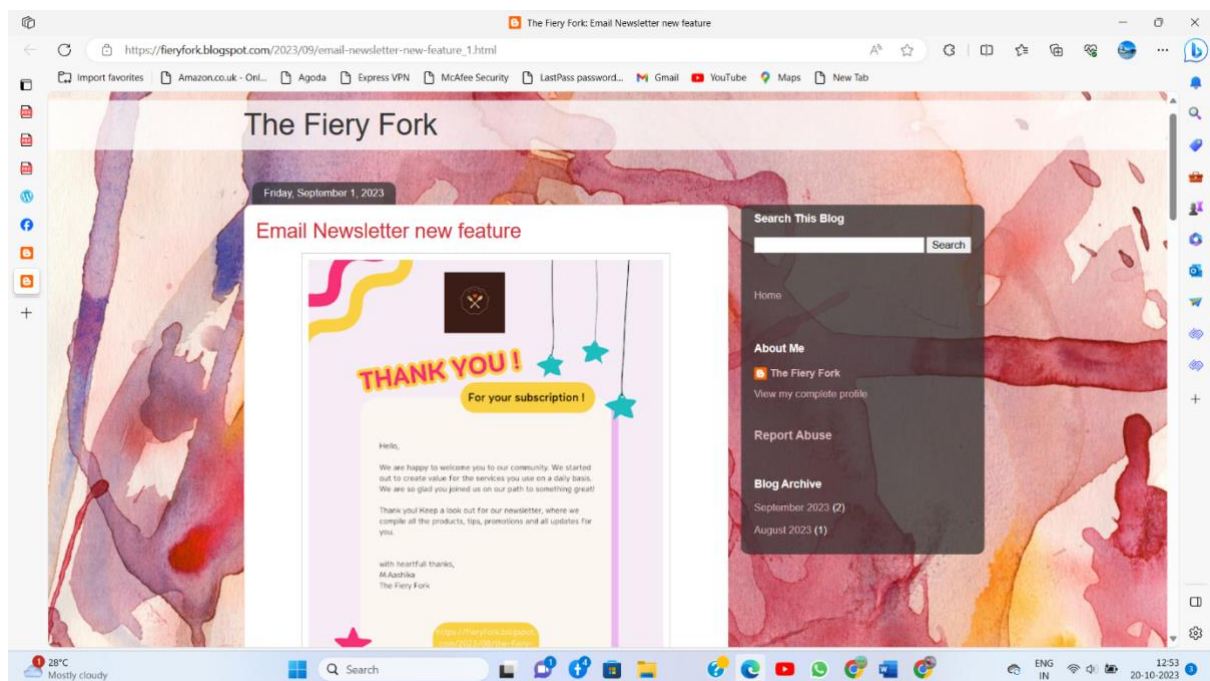 The Fiery Fork: Email Newsletter new feature
https://fieryfork.blogspot.com/2023/09/email-newsletter-new-feature_1.html
Import favorites Amazon.co.uk - Onl... Agoda Express VPN McAfee Security LastPass password... Gmail YouTube Maps New Tab
The Fiery Fork
Friday, September 1, 2023
Email Newsletter new feature
THANK YOU !
For your subscription !
Hello,
We are happy to welcome you to our community. We started
out to create value for the services you use on a daily basis.
We are so glad you joined us on our path to something great!
Thank you! Keep a look out for our newsletter, where we
compile all the products, tips, promotions and all updates for
you.
with heartfull thanks,
M.Aashika
The Fiery Fork
Search This Blog
Search
Home
About Me
The Fiery Fork
View my complete profile
Report Abuse
Blog Archive
September 2023 (2)
August 2023 (1)
1
28°C
Mostly cloudy
Search
ENG
IN
12:53
20-10-2023
3